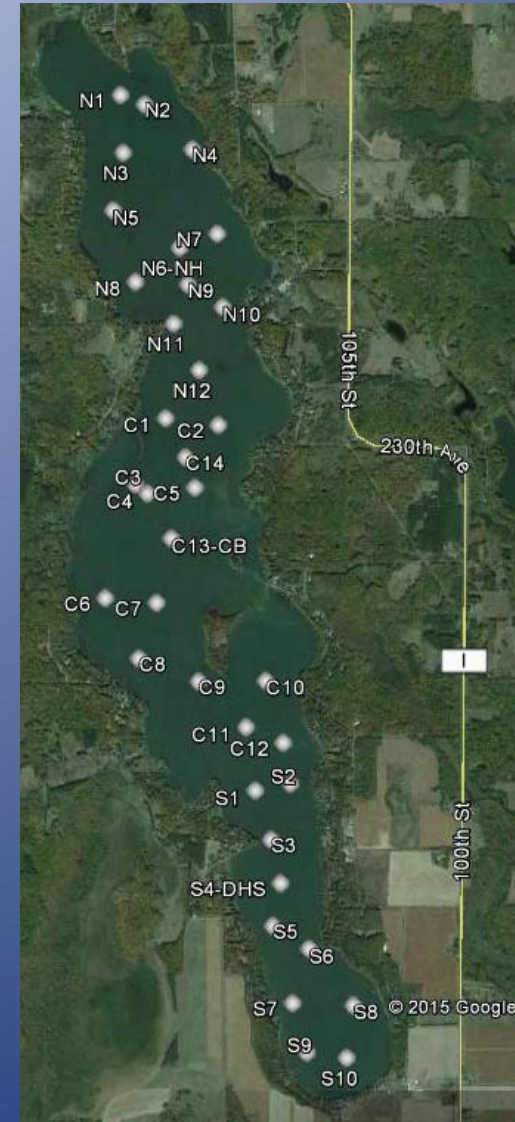 N1
N2
N3
N4
N5
N7
N6-NH
N8
N9
N10
N11
N12
105th-St
C1
C2
230th Ave
C14
C3
C4
C5
C13-CB
C6
C7
I
C8
C9
C10
C11
C12
S2
S1
100th St
S3
S4-DHS
S5
S6
S7
S8
© 2015 Google
S9
S10